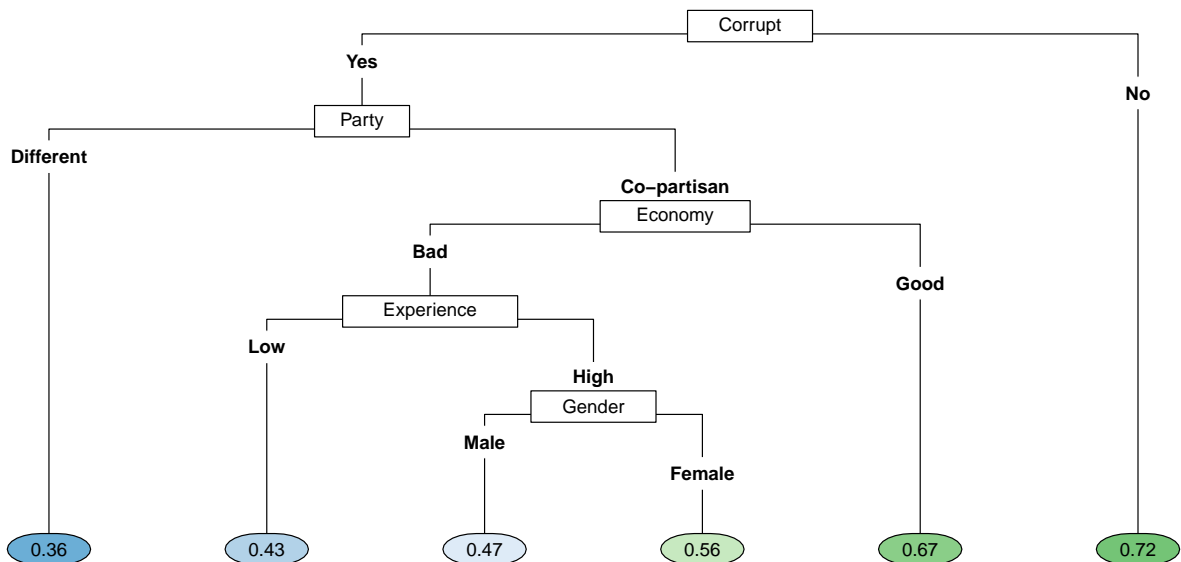 Corrupt
Yes
No
Party
Different
Co−partisan
Economy
Bad
Good
Experience
Low
High
Gender
Male
Female
0.36
0.43
0.47
0.56
0.67
0.72